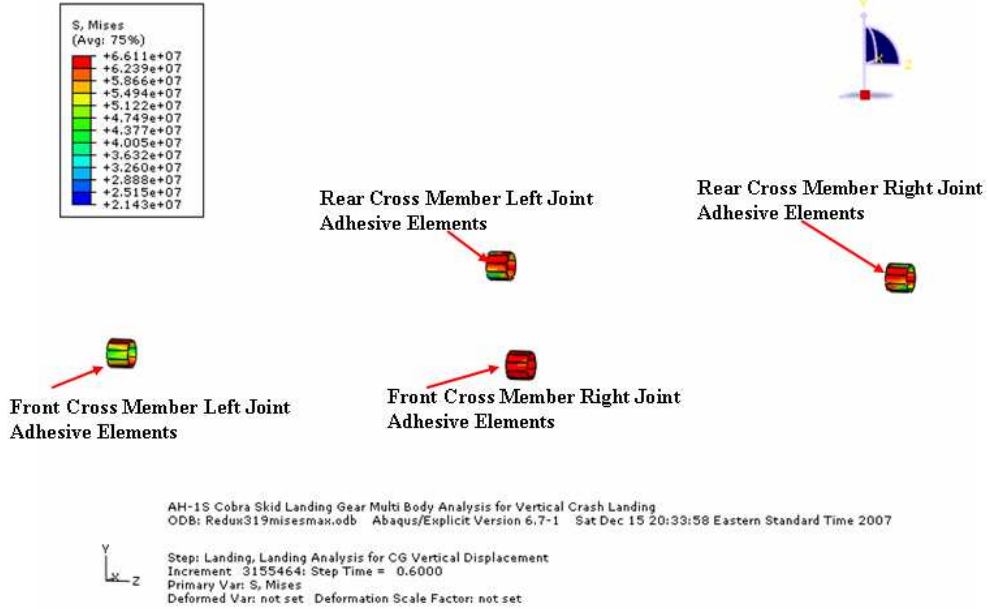 S, Mises
(Avg: 75%)
+6.611e+07
+6.239e+07
+5.866e+07
+5.494e+07
+5.122e+07
+4.749e+07
+4.377e+07
+4.005e+07
+3.632e+07
+3.260e+07
+2.888e+07
+2.515e+07
+2.143e+07
Y
X
Z
Rear Cross Member Left Joint
Adhesive Elements
Rear Cross Member Right Joint
Adhesive Elements
Front Cross Member Left Joint
Adhesive Elements
Front Cross Member Right Joint
Adhesive Elements
AH-1S Cobra Skid Landing Gear Multi Body Analysis for Vertical Crash Landing
ODB: Redux319misesmax.odb Abaqus/Explicit Version 6.7-1 Sat Dec 15 20:33:58 Eastern Standard Time 2007
Y
X
Z
Step: Landing, Landing Analysis for CG Vertical Displacement
Increment 3155464: Step Time = 0.6000
Primary Var: S, Mises
Deformed Var: not set Deformation Scale Factor: not set